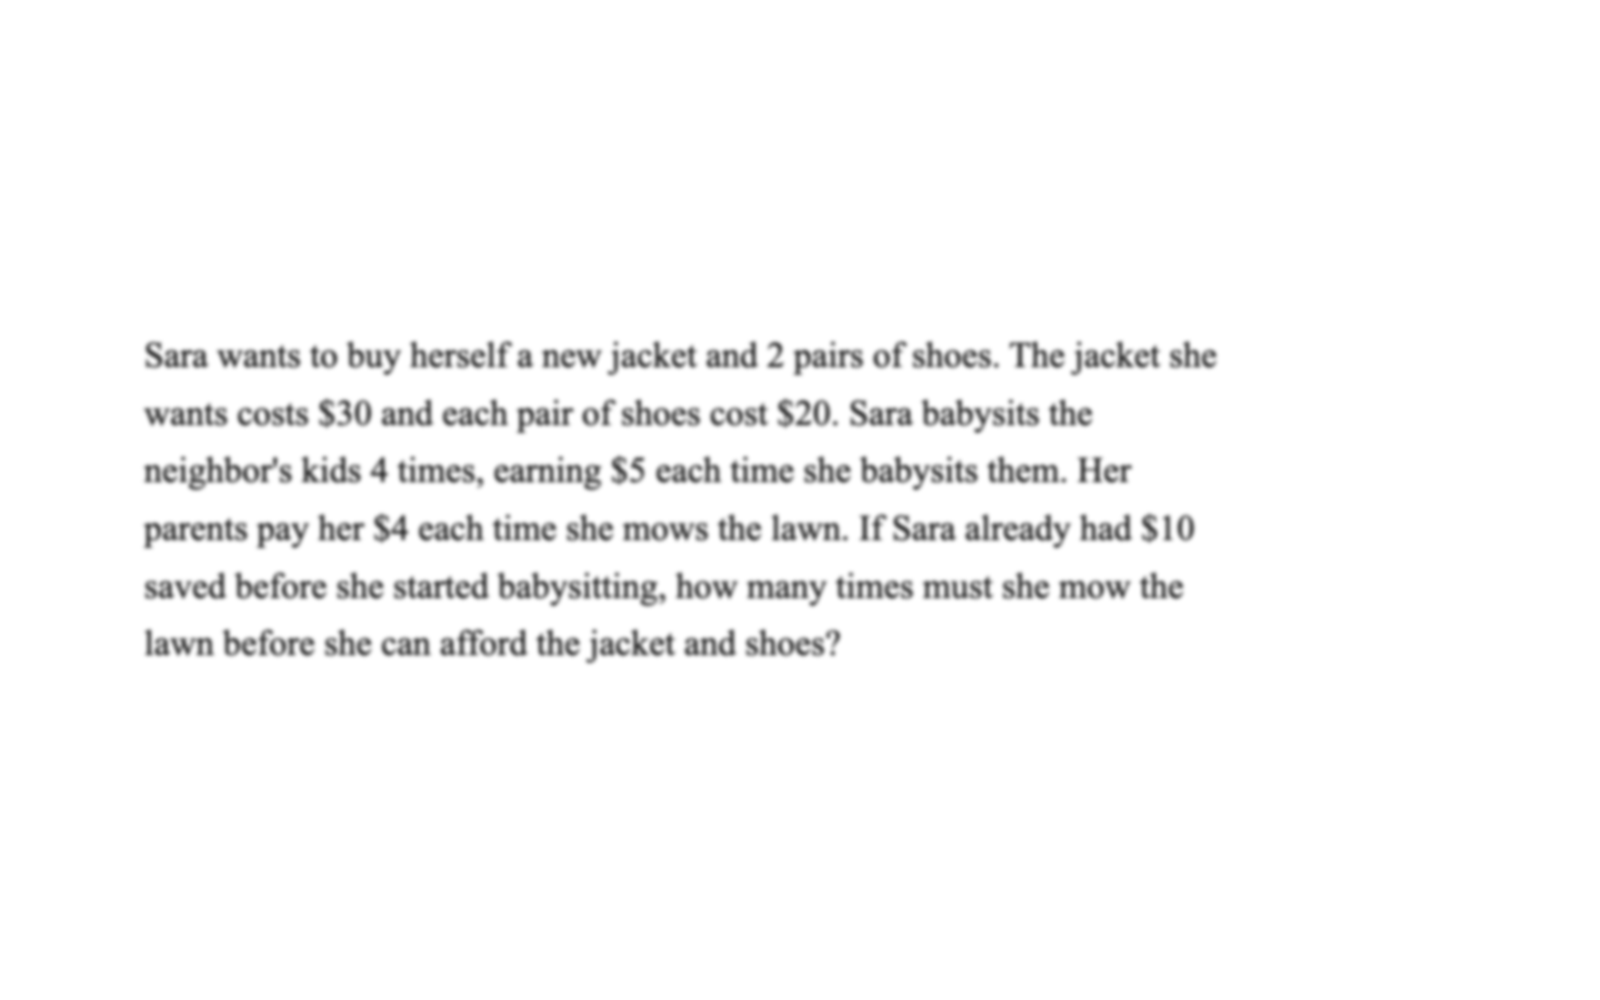 Sara wants to buy herself a new jacket and 2 pairs of shoes. The jacket she
wants costs $30 and each pair of shoes cost $20. Sara babysits the
neighbor's kids 4 times, earning $5 each time she babysits them. Her
parents pay her $4 each time she mows the lawn. If Sara already had $10
saved before she started babysitting, how many times must she mow the
lawn before she can afford the jacket and shoes?